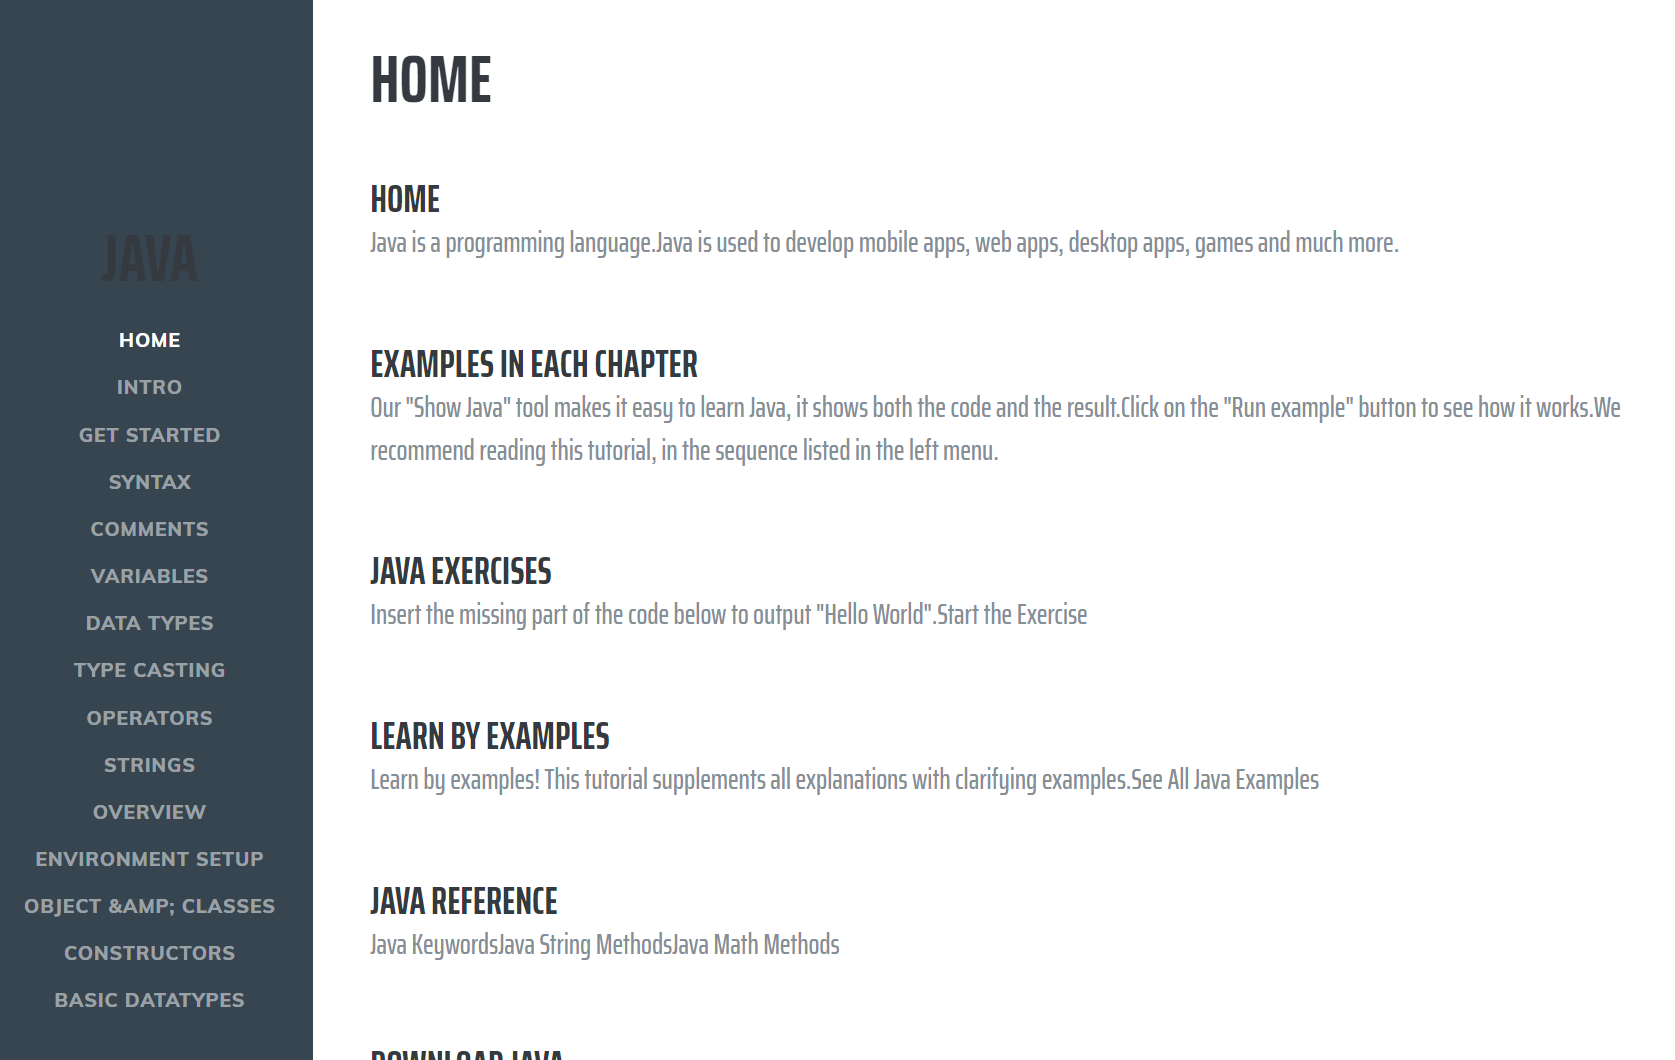 JAVA
HOME
INTRO
GET STARTED
SYNTAX
COMMENTS
VARIABLES
DATA TYPES
TYPE CASTING
OPERATORS
STRINGS
OVERVIEW
ENVIRONMENT SETUP
OBJECT &AMP; CLASSES
CONSTRUCTORS
BASIC DATATYPES
HOME
HOME
Java is a programming language.Java is used to develop mobile apps, web apps, desktop apps, games and much more.
EXAMPLES IN EACH CHAPTER
Our "Show Java" tool makes it easy to learn Java, it shows both the code and the result.Click on the "Run example" button to see how it works.We
recommend reading this tutorial, in the sequence listed in the left menu.
JAVA EXERCISES
Insert the missing part of the code below to output "Hello World".Start the Exercise
LEARN BY EXAMPLES
Learn by examples! This tutorial supplements all explanations with clarifying examples.See All Java Examples
JAVA REFERENCE
Java KeywordsJava String MethodsJava Math Methods
DOWNLOAD JAVA